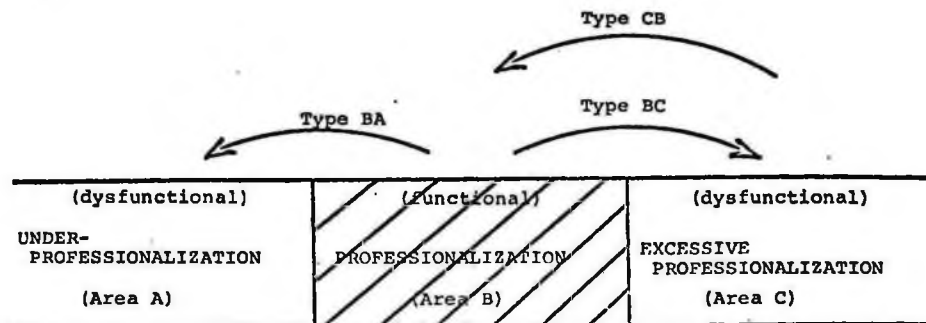 Type CB
Type BA
Type BC
(dysfunctional)
(functional)
(dysfunctional)
UNDER-
PROFESSIONALIZATION
PROFESSIONALIZATION
EXCESSIVE
PROFESSIONALIZATION
(Area A)
(Area B)
(Area C)